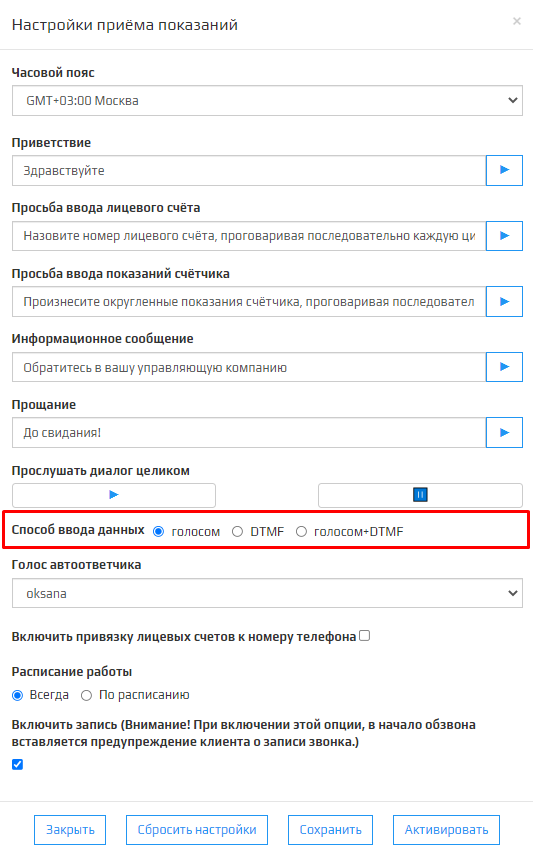 Настройки приёма показаний
×
Часовой пояс
GMT+03:00 Москва
Приветствие
Здравствуйте
Просьба ввода лицевого счёта
Назовите номер лицевого счёта, проговаривая последовательно каждую ци
Просьба ввода показаний счётчика
Произнесите округленные показания счётчика, проговаривая последовател
Информационное сообщение
Обратитесь в вашу управляющую компанию
Прощание
До свидания!
Прослушать диалог целиком
Способ ввода данных голосом DTMF голосом+DTMF
Голос автоответчика
oksana
Включить привязку лицевых счетов к номеру телефона
Расписание работы
Всегда По расписанию
Включить запись (Внимание! При включении этой опции, в начало обзвона
вставляется предупреждение клиента о записи звонка.)
Закрыть Сбросить настройки Сохранить Активировать